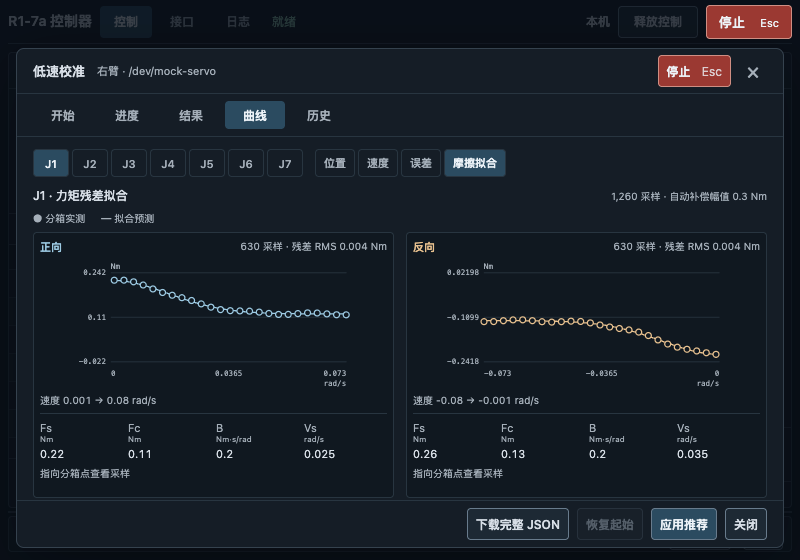 R1-7a 控制器 控制 接口 日志 就绪 本机 释放控制 停止 Esc
低速校准 右臂 · /dev/mock-servo 停止 Esc ×
开始 进度 结果 曲线 历史
J1 J2 J3 J4 J5 J6 J7 位置 速度 误差 摩擦拟合
J1 · 力矩残差拟合 1,260 采样 · 自动补偿幅值 0.3 Nm
分箱实测 — 拟合预测
正向 630 采样 · 残差 RMS 0.004 Nm
Nm
0.242
0.11
−0.022
0 0.0365 0.073
rad/s
速度 0.001 → 0.08 rad/s
Fs Fc B Vs
Nm Nm Nm·s/rad rad/s
0.22 0.11 0.2 0.025
指向分箱点查看采样
反向 630 采样 · 残差 RMS 0.004 Nm
Nm
0.02198
−0.1099
−0.2418
−0.073 −0.0365 0
rad/s
速度 -0.08 → -0.001 rad/s
Fs Fc B Vs
Nm Nm Nm·s/rad rad/s
0.26 0.13 0.2 0.035
指向分箱点查看采样
下载完整 JSON 恢复起始 应用推荐 关闭